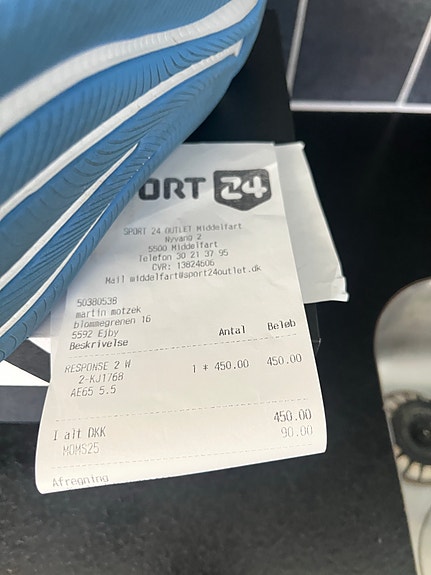 ORT 24
SPORT 24 OUTLET Middelfart
Nyvang 2
5500 Middelfart
Telefon 30 21 37 95
CVR: 13824606
Mail middelfart@sport24outlet.dk
50380538
martin motzek
blommegrenen 16
5592 Ejby
Beskrivelse Antal Beløb
RESPONSE 2 W 1 * 450.00 450.00
2-KJ1768
AE65 5.5
I alt DKK 450.00
MOMS25 90.00
Afregning